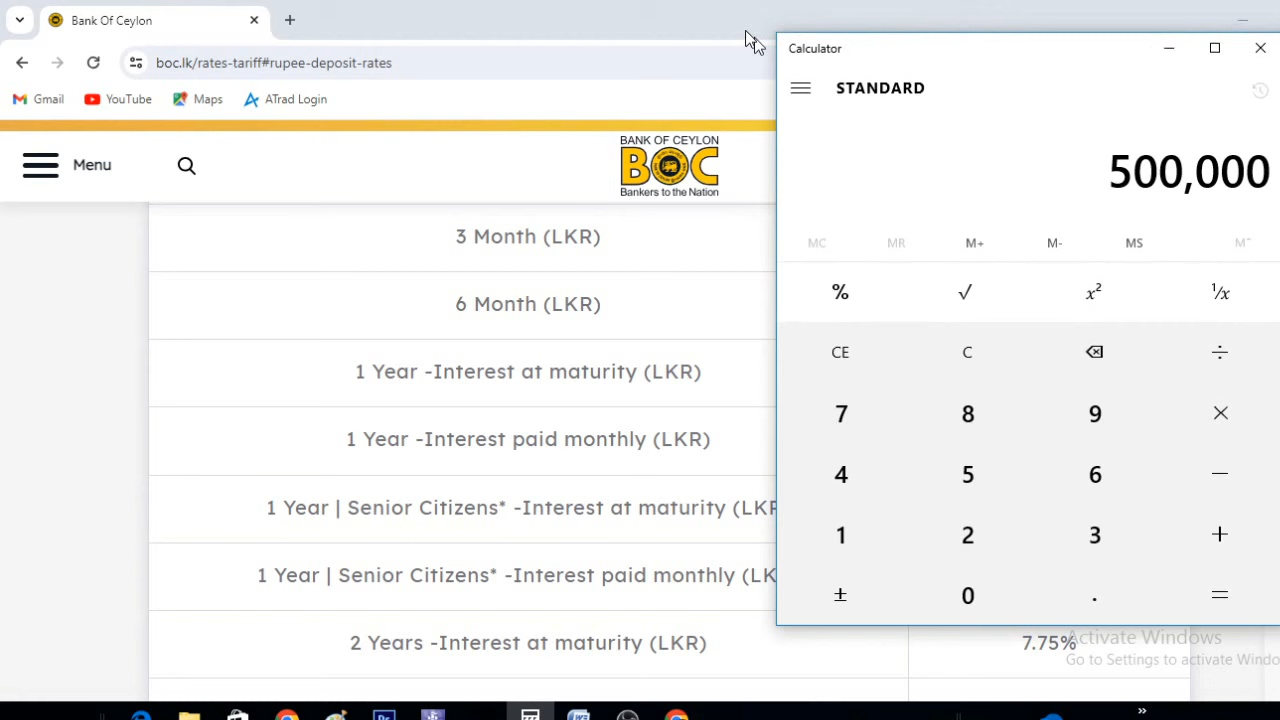 Bank Of Ceylon
boc.lk/rates-tariff#rupee-deposit-rates
Gmail
YouTube
Maps
ATrad Login
Menu
BANK OF CEYLON
BOC
Bankers to the Nation
3 Month (LKR)
6 Month (LKR)
1 Year -Interest at maturity (LKR)
1 Year -Interest paid monthly (LKR)
1 Year | Senior Citizens* -Interest at maturity (LKR
1 Year | Senior Citizens* -Interest paid monthly (LK
2 Years -Interest at maturity (LKR)
7.75%
Calculator
STANDARD
500,000
MC MR M+ M- MS M˅
% √ x² ¹/x
CE C ÷
7 8 9 ×
4 5 6 −
1 2 3 +
± 0 . =
Activate Windows
Go to Settings to activate Windo